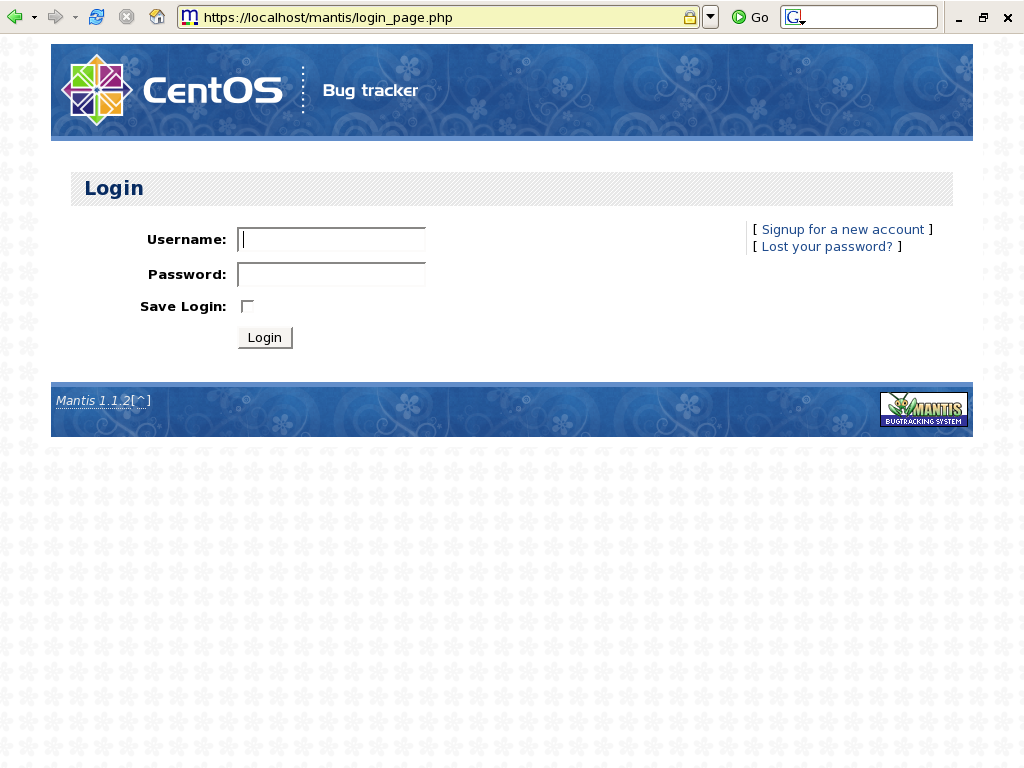 https://localhost/mantis/login_page.php
Go
G
CentOS
Bug tracker
Login
Username:
[ Signup for a new account ]
[ Lost your password? ]
Password:
Save Login:
Login
Mantis 1.1.2[^]
MANTIS
BUGTRACKING SYSTEM